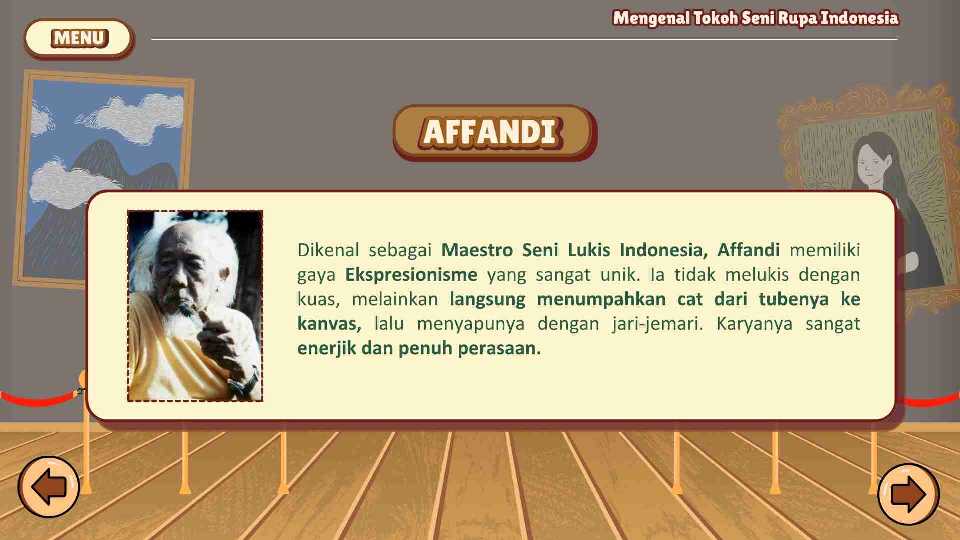 Mengenal Tokoh Seni Rupa Indonesia
MENU
AFFANDI
Dikenal sebagai Maestro Seni Lukis Indonesia, Affandi memiliki
gaya Ekspresionisme yang sangat unik. Ia tidak melukis dengan
kuas, melainkan langsung menumpahkan cat dari tubenya ke
kanvas, lalu menyapunya dengan jari-jemari. Karyanya sangat
enerjik dan penuh perasaan.